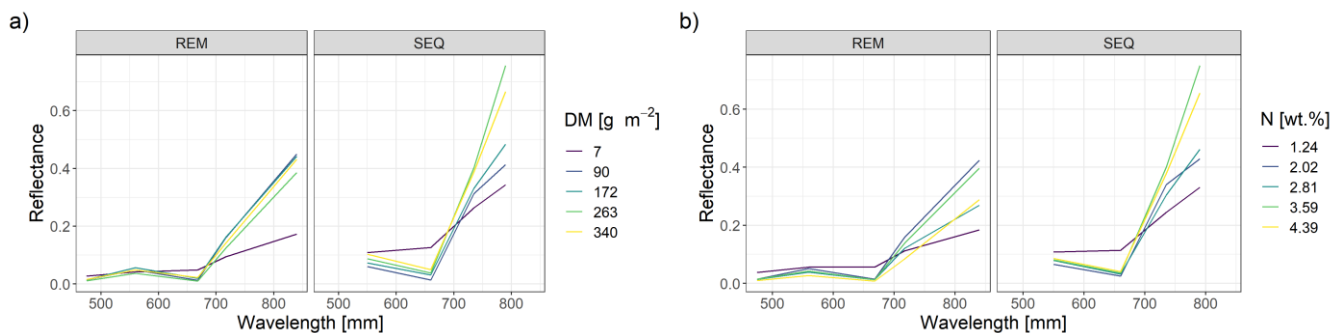 a)
REM
SEQ
Reflectance
0.6
0.4
0.2
0.0
500
600
700
800
500
600
700
800
Wavelength [mm]
DM [g m−2]
7
90
172
263
340
b)
REM
SEQ
Reflectance
0.6
0.4
0.2
0.0
500
600
700
800
500
600
700
800
Wavelength [mm]
N [wt.%]
1.24
2.02
2.81
3.59
4.39